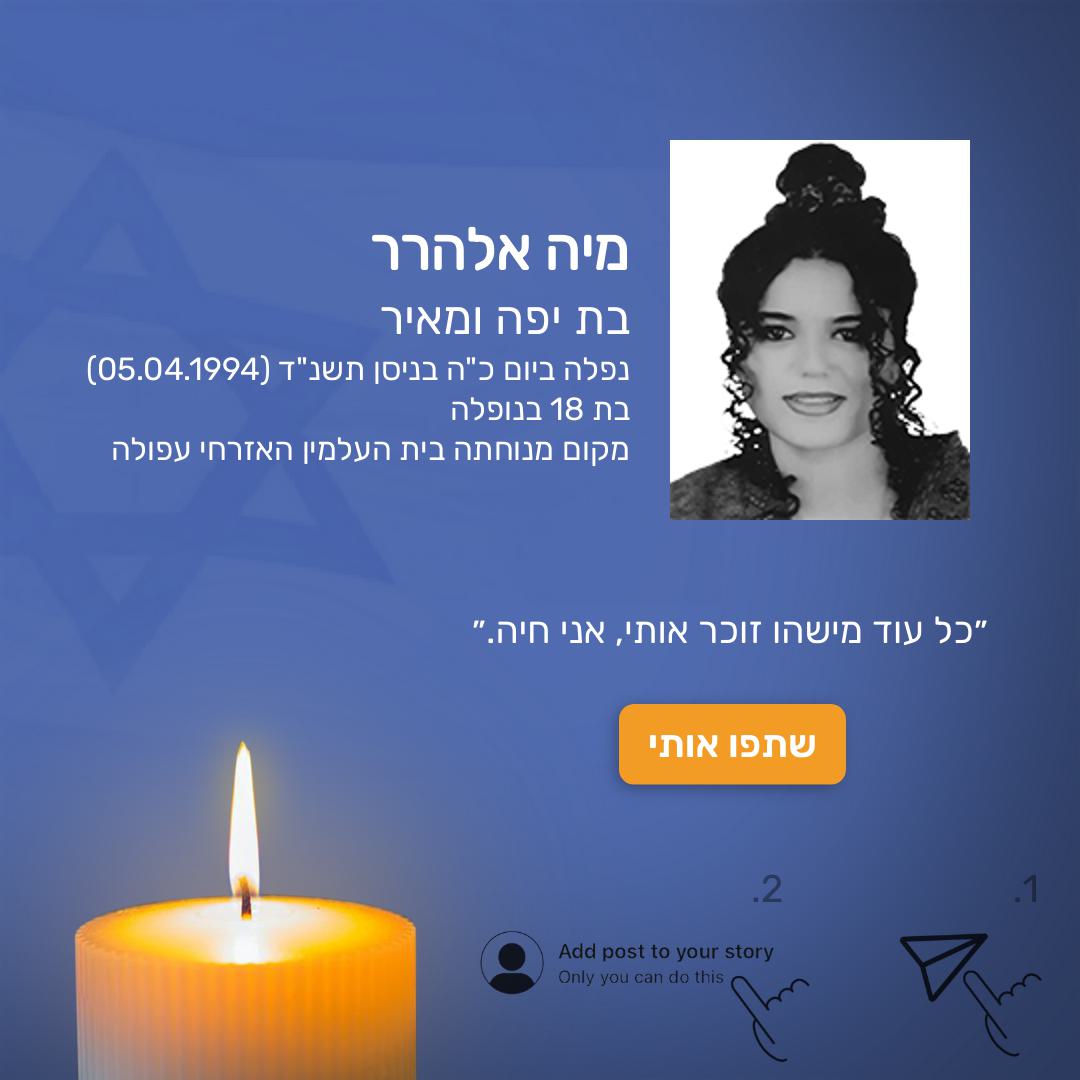 מיה אלהרר
בת יפה ומאיר
נפלה ביום כ"ה בניסן תשנ"ד (05.04.1994)
בת 18 בנופלה
מקום מנוחתה בית העלמין האזרחי עפולה
״כל עוד מישהו זוכר אותי, אני חיה.״
שתפו אותי
.1
.2
Add post to your story
Only you can do this